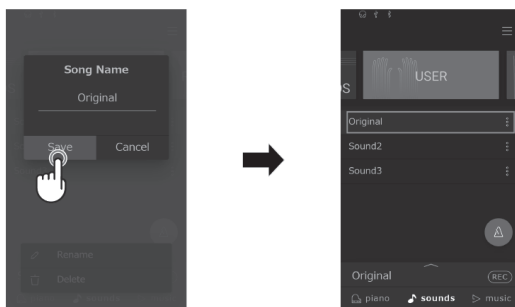 Song Name
Original
Save Cancel
Rename
Delete
USER
Original
Sound2
Sound3
Original REC
piano sounds music